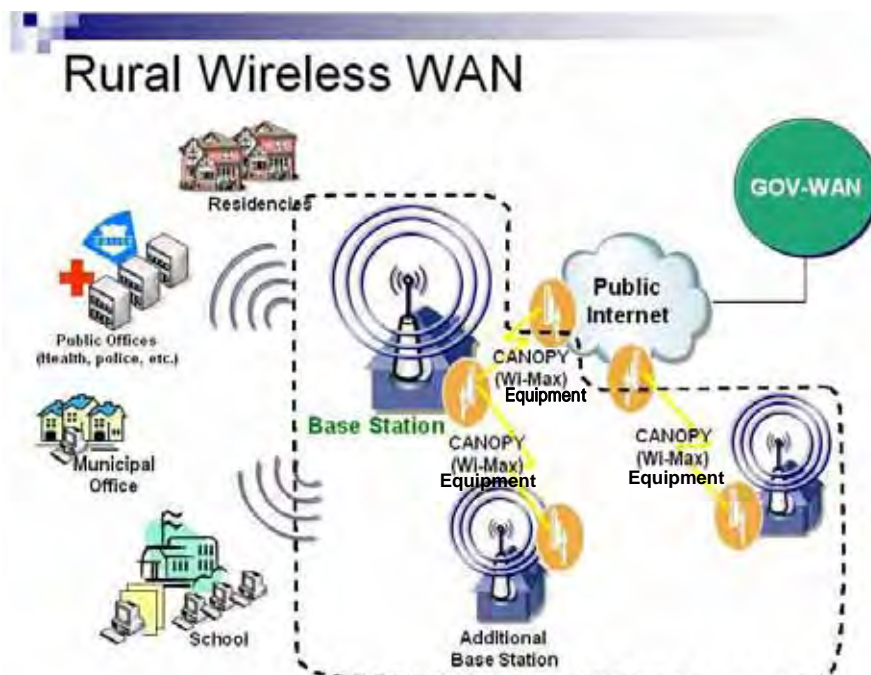 Rural Wireless WAN
Residencies
GOV-WAN
Public
Internet
Public Offices
(Health, police, etc.)
CANOPY
(Wi-Max)
Equipment
Base Station
CANOPY
(Wi-Max)
Equipment
CANOPY
(Wi-Max)
Equipment
Municipal
Office
School
Additional
Base Station